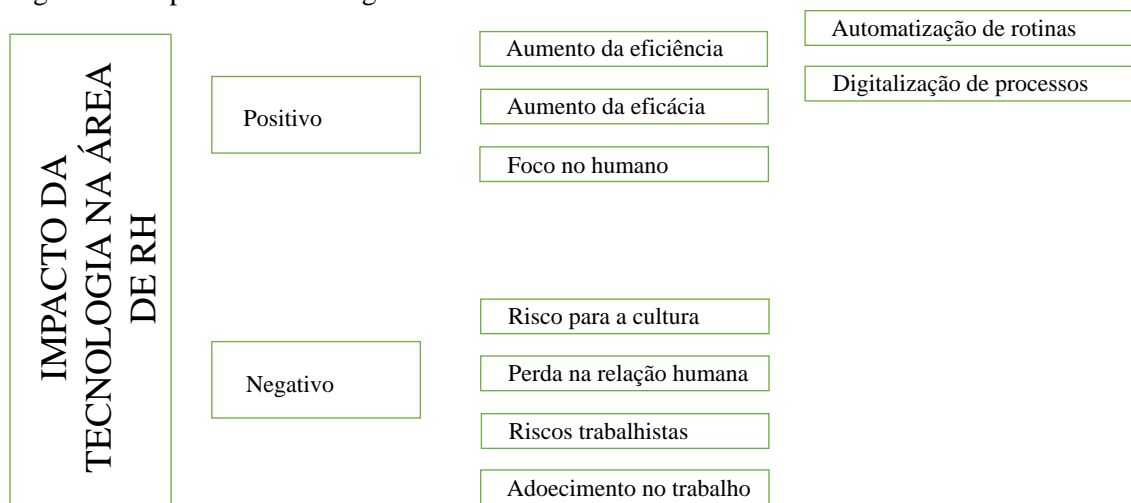 IMPACTO DA
TECNOLOGIA NA ÁREA
DE RH
Positivo
Aumento da eficiência
Automatização de rotinas
Digitalização de processos
Aumento da eficácia
Foco no humano
Negativo
Risco para a cultura
Perda na relação humana
Riscos trabalhistas
Adoecimento no trabalho